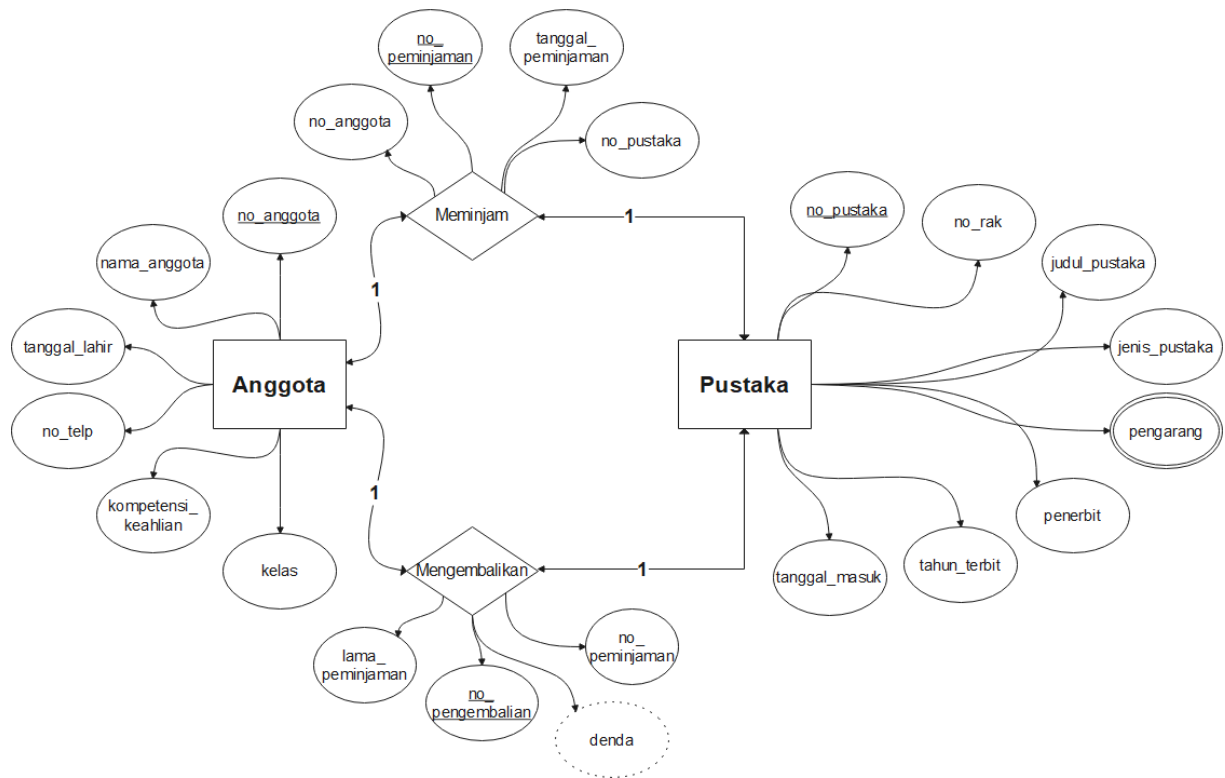 no_
peminjaman
tanggal_
peminjaman
no_anggota
no_pustaka
no_anggota
Meminjam
1
no_pustaka
no_rak
nama_anggota
judul_pustaka
1
tanggal_lahir
Anggota
Pustaka
jenis_pustaka
no_telp
pengarang
kompetensi_
keahlian
1
penerbit
kelas
Mengembalikan
1
tanggal_masuk
tahun_terbit
lama_
peminjaman
no_
peminjaman
no_
pengembalian
denda